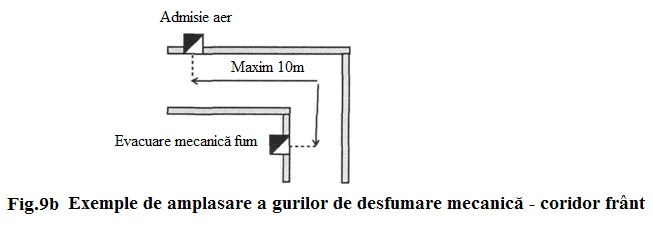 Admisie aer
Maxim 10m
Evacuare mecanică fum
Fig.9b Exemple de amplasare a gurilor de desfumare mecanică - coridor frânt